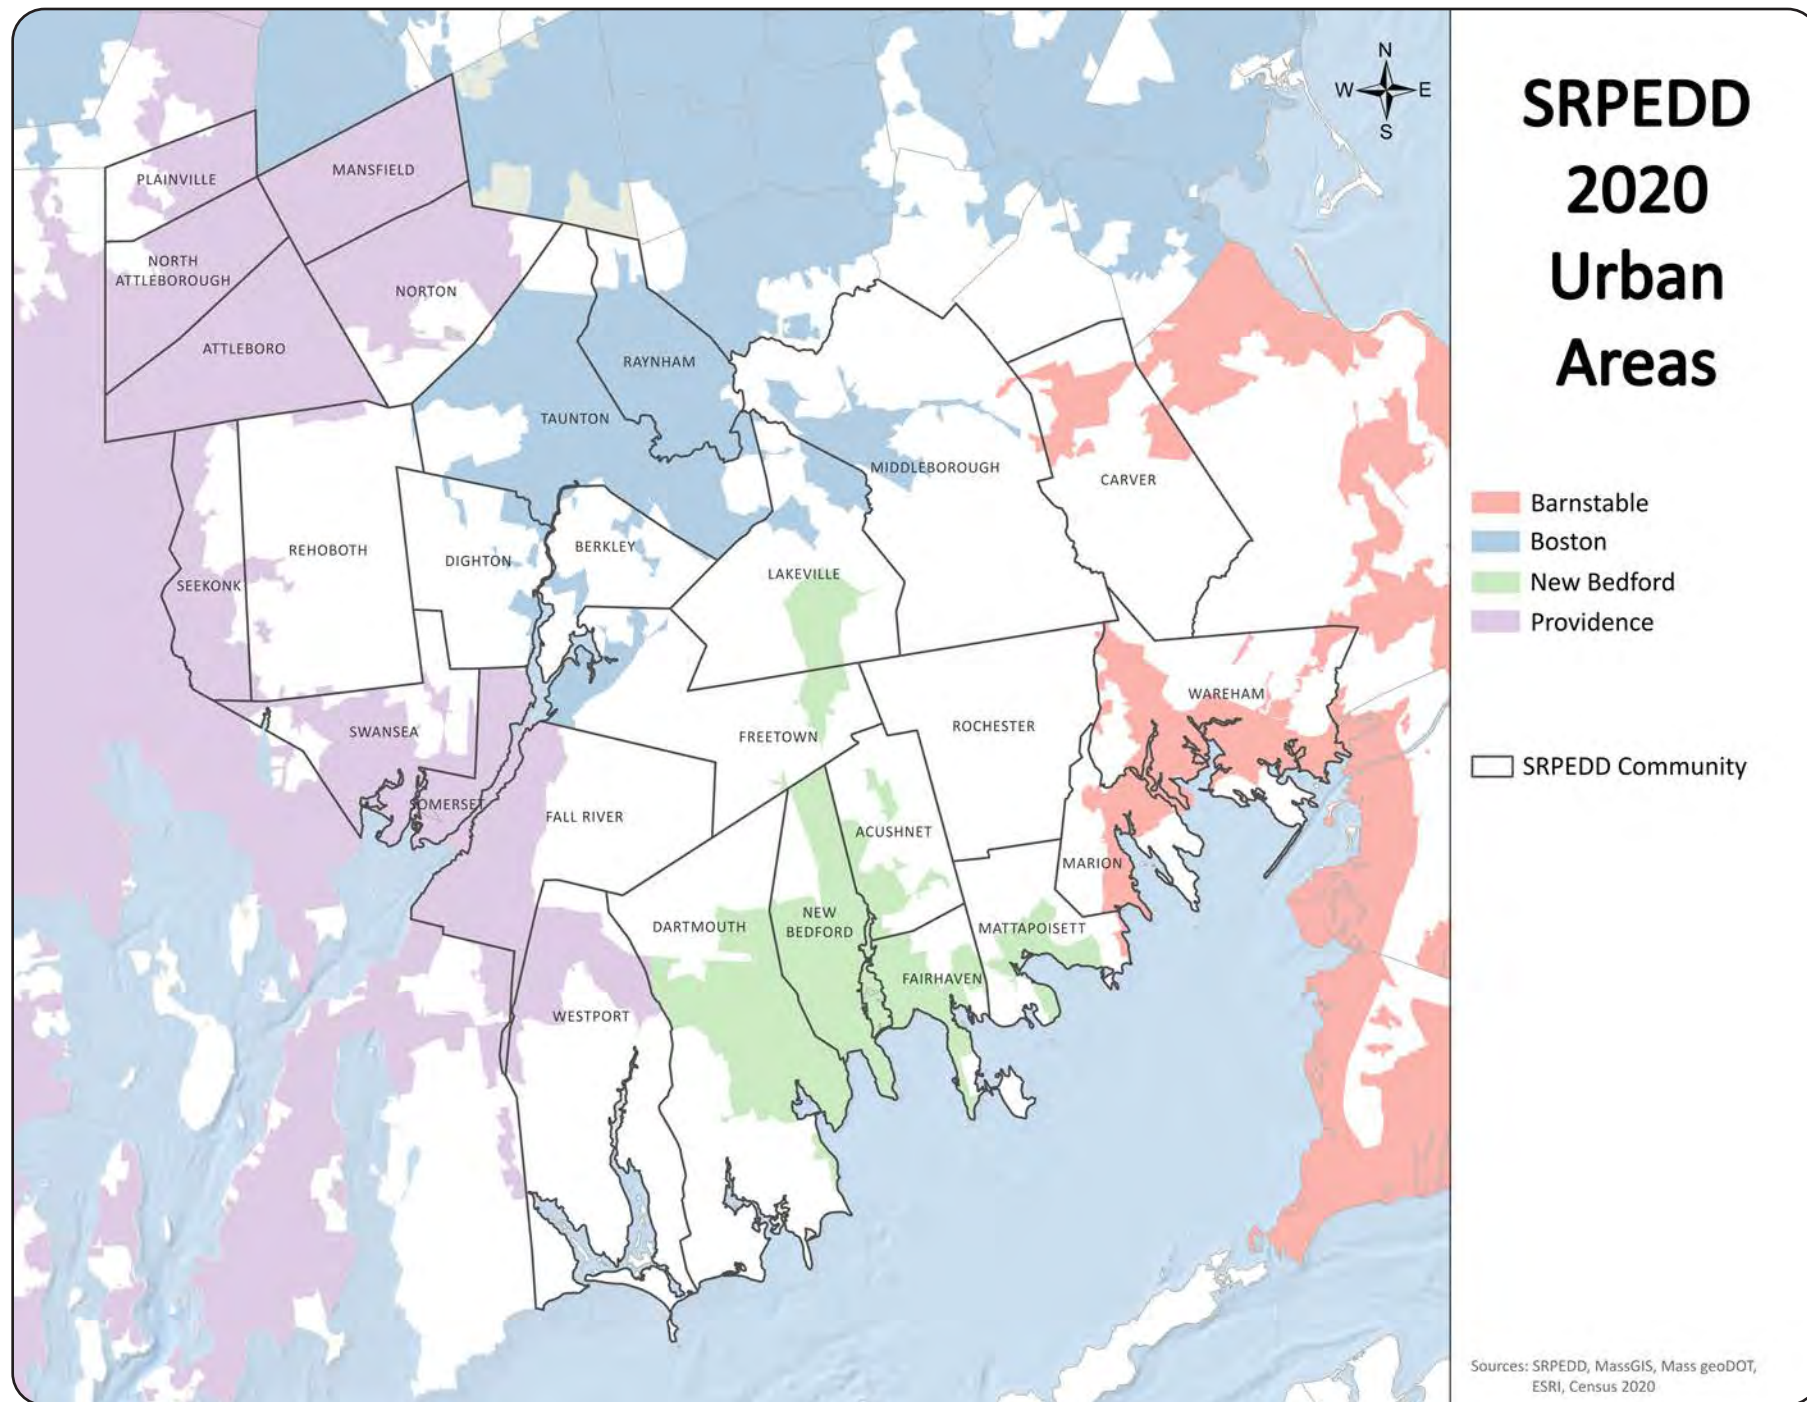 N
W E
S
SRPEDD
2020
Urban
Areas
Barnstable
Boston
New Bedford
Providence
SRPEDD Community
Sources: SRPEDD, MassGIS, Mass geoDOT,
ESRI, Census 2020
PLAINVILLE
MANSFIELD
NORTH
ATTLEBOROUGH
NORTON
ATTLEBORO
RAYNHAM
TAUNTON
MIDDLEBOROUGH
CARVER
REHOBOTH
DIGHTON
BERKLEY
LAKEVILLE
SEEKONK
SWANSEA
FREETOWN
ROCHESTER
WAREHAM
SOMERSET
FALL RIVER
ACUSHNET
MARION
DARTMOUTH
NEW
BEDFORD
MATTAPOISETT
FAIRHAVEN
WESTPORT